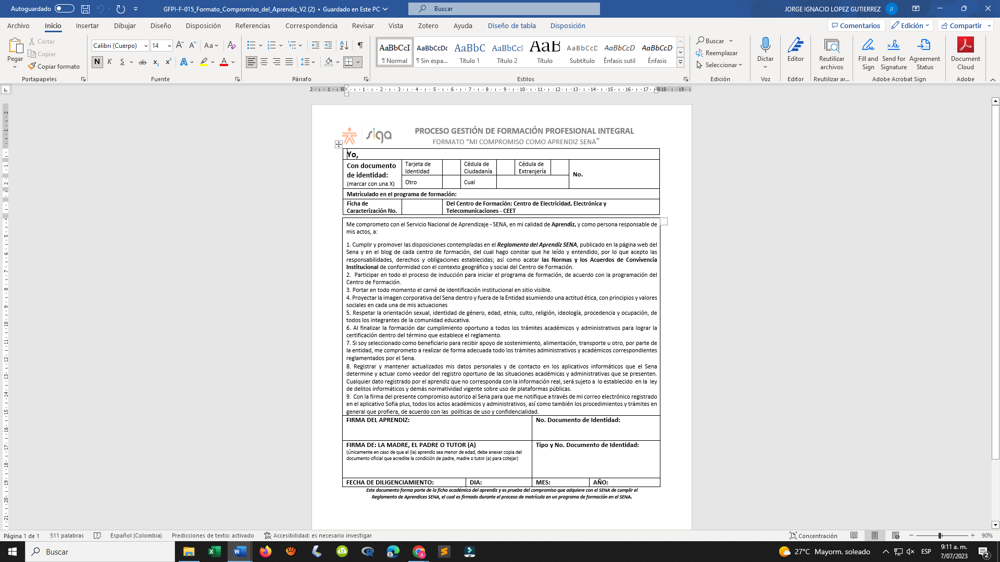 Autoguardado GFPI-F-015_Formato_Compromiso_del_Aprendiz_V2 (2) • Guardado en Este PC Buscar JORGE IGNACIO LOPEZ GUTIERREZ JI
Archivo Inicio Insertar Dibujar Diseño Disposición Referencias Correspondencia Revisar Vista Zotero Ayuda Diseño de tabla Disposición Comentarios Edición Compartir
Pegar
Cortar
Copiar
Copiar formato
Portapapeles
Calibri (Cuerpo) 14
N K S ab x₂ x² A A
Fuente
Párrafo
AaBbCcI AaBbCcDc AaBbC AaBbCcI AaB AaBbCcD AaBbCcD AaBbCcD
¶ Normal ¶ Sin espa... Título 1 Título 2 Título Subtítulo Énfasis sutil Énfasis
Estilos
Buscar
Reemplazar
Seleccionar
Edición
Dictar
Voz
Editor
Editor
Reutilizar archivos
Reutilizar ar...
Fill and Sign
Send for Signature
Agreement Status
Adobe Acrobat Sign
Document Cloud
Adobe
2 1 1 2 3 4 5 6 7 8 9 10 11 12 13 14 15 16 17 18 19
SENA siga
PROCESO GESTIÓN DE FORMACIÓN PROFESIONAL INTEGRAL
FORMATO “MI COMPROMISO COMO APRENDIZ SENA”
Yo,
Con documento de identidad:
(marcar con una X)
Tarjeta de Identidad
Cédula de Ciudadanía
Cédula de Extranjería
No.
Otro
Cual
Matriculado en el programa de formación:
Ficha de Caracterización No.
Del Centro de Formación: Centro de Electricidad, Electrónica y
Telecomunicaciones - CEET
Me comprometo con el Servicio Nacional de Aprendizaje - SENA, en mi calidad de Aprendiz, y como persona responsable de
mis actos, a:
1. Cumplir y promover las disposiciones contempladas en el Reglamento del Aprendíz SENA, publicado en la página web del
Sena y en el blog de cada centro de formación, del cual hago constar que he leído y entendido, por lo que acepto las
responsabilidades, derechos y obligaciones establecidas; así como acatar las Normas y los Acuerdos de Convivencia
Institucional de conformidad con el contexto geográfico y social del Centro de Formación.
2. Participar en todo el proceso de inducción para iniciar el programa de formación, de acuerdo con la programación del
Centro de Formación.
3. Portar en todo momento el carné de identificación institucional en sitio visible.
4. Proyectar la imagen corporativa del Sena dentro y fuera de la Entidad asumiendo una actitud ética, con principios y valores
sociales en cada una de mis actuaciones
5. Respetar la orientación sexual, identidad de género, edad, etnia, culto, religión, ideología, procedencia y ocupación, de
todos los integrantes de la comunidad educativa.
6. Al finalizar la formación dar cumplimiento oportuno a todos los trámites académicos y administrativos para lograr la
certificación dentro del término que establece el reglamento.
7. Si soy seleccionado como beneficiario para recibir apoyo de sostenimiento, alimentación, transporte u otro, por parte de
la entidad, me comprometo a realizar de forma adecuada todo los trámites administrativos y académicos correspondientes
reglamentados por el Sena.
8. Registrar y mantener actualizados mis datos personales y de contacto en los aplicativos informáticos que el Sena
determine y actuar como veedor del registro oportuno de las situaciones académicas y administrativas que se presenten.
Cualquier dato registrado por el aprendiz que no corresponda con la información real, será sujeto a lo establecido en la ley
de delitos informáticos y demás normatividad vigente sobre uso de plataformas públicas.
9. Con la firma del presente compromiso autorizo al Sena para que me notifique a través de mi correo electrónico registrado
en el aplicativo Sofia plus, todos los actos académicos y administrativos, así como también los procedimientos y trámites en
general que profiera, de acuerdo con las políticas de uso y confidencialidad.
FIRMA DEL APRENDIZ: No. Documento de Identidad:
FIRMA DE: LA MADRE, EL PADRE O TUTOR (A) Tipo y No. Documento de Identidad:
(Únicamente en caso de que el (la) aprendiz sea menor de edad, debe anexar copia del
documento oficial que acredite la condición de padre, madre o tutor (a) para cotejar)
FECHA DE DILIGENCIAMIENTO: DIA: MES: AÑO:
Este documento forma parte de la ficha académica del aprendiz y es prueba del compromiso que adquiere con el SENA de cumplir el
Reglamento de Aprendices SENA, el cual es firmado durante el proceso de matrícula en un programa de formación en el SENA.
Página 1 de 1 511 palabras Español (Colombia) Predicciones de texto: activado Accesibilidad: es necesario investigar Concentración 90%
Buscar 27°C Mayorm. soleado ESP 9:11 a. m.
7/07/2023 2